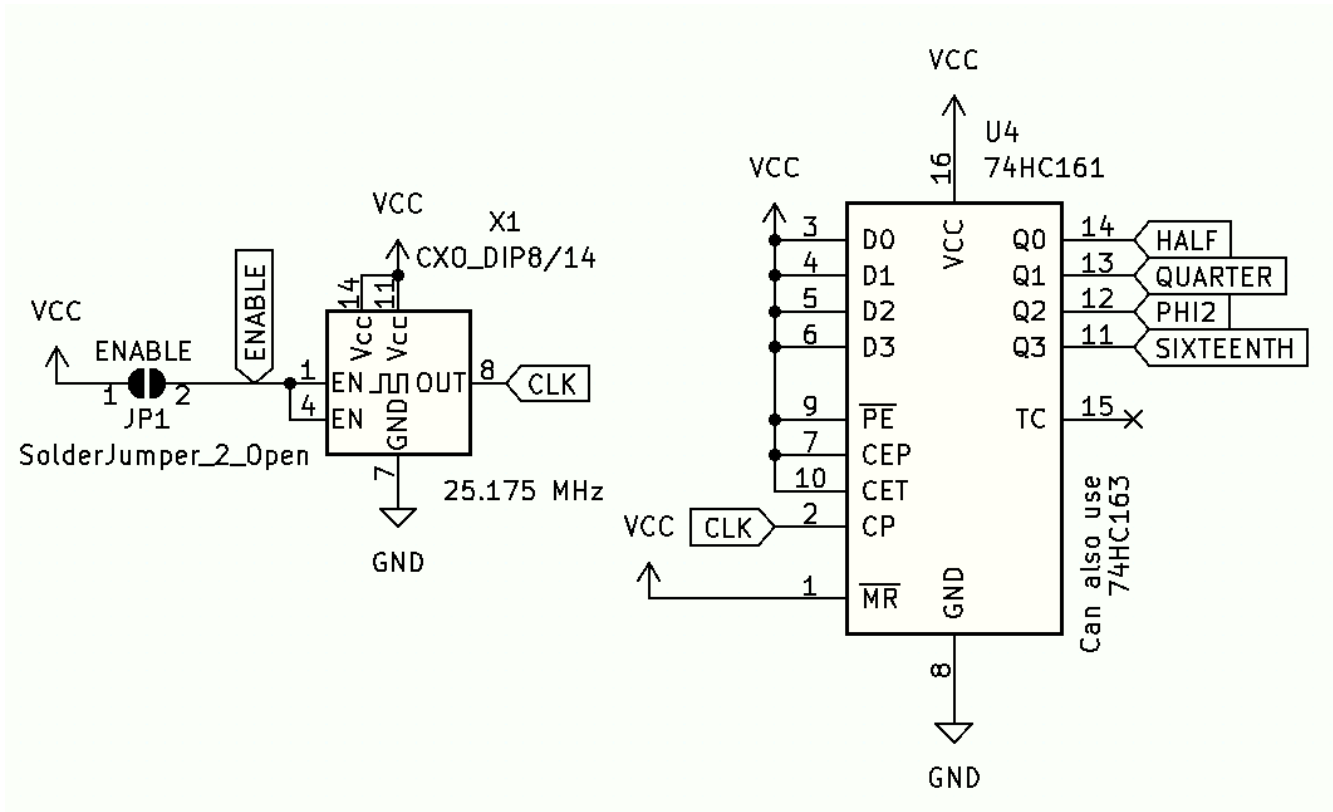 VCC
ENABLE
1
2
JP1
SolderJumper_2_Open
ENABLE
VCC
X1
CXO_DIP8/14
14
11
Vcc
Vcc
1
EN
4
EN
OUT
8
CLK
GND
7
25.175 MHz
GND
VCC
U4
74HC161
16
VCC
VCC
3
D0
4
D1
5
D2
6
D3
9
PE
7
CEP
10
CET
CLK
2
CP
VCC
1
MR
Q0
14
HALF
Q1
13
QUARTER
Q2
12
PHI2
Q3
11
SIXTEENTH
TC
15
Can also use
74HC163
GND
8
GND